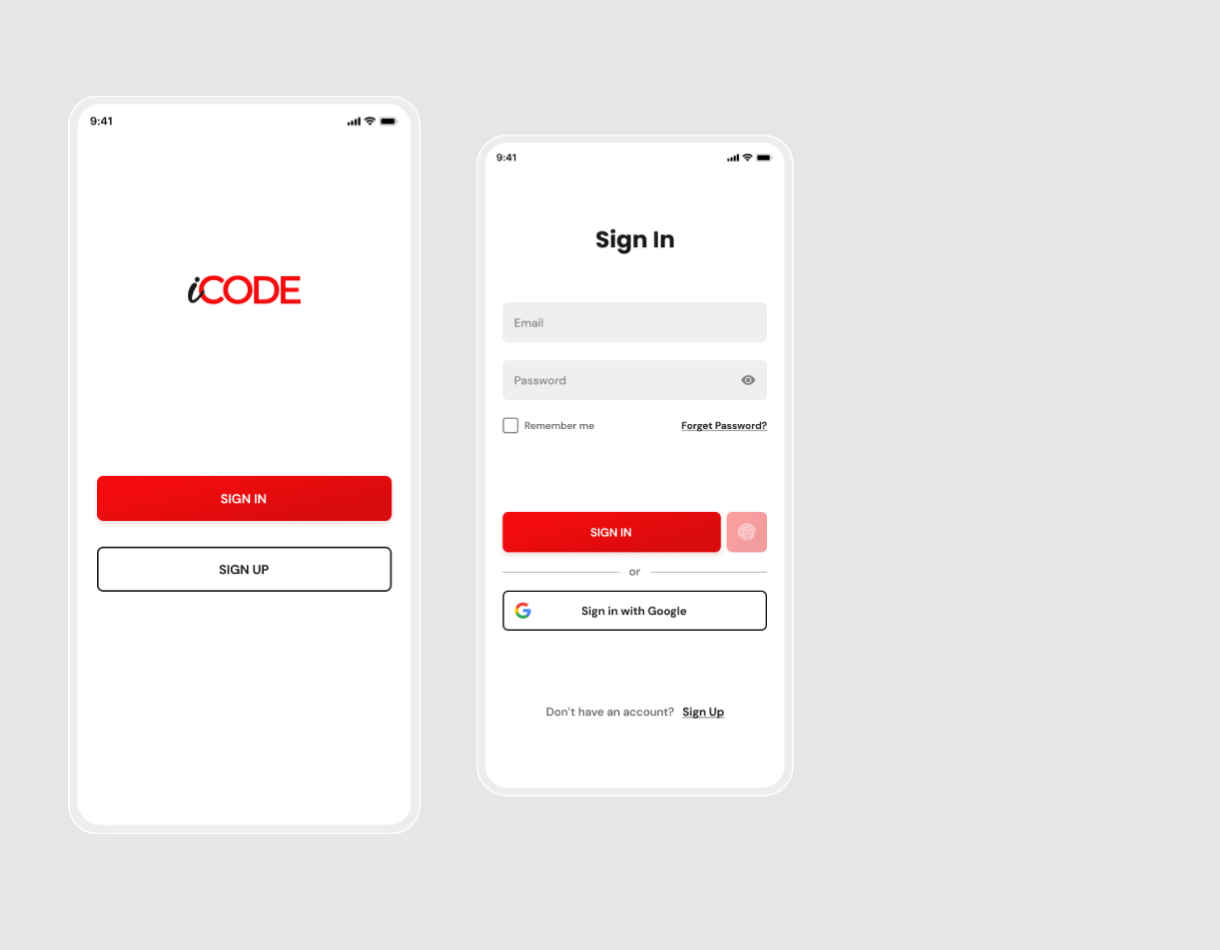 9:41
iCODE
SIGN IN
SIGN UP
9:41
Sign In
Email
Password
Remember me Forget Password?
SIGN IN
or
Sign in with Google
Don't have an account? Sign Up